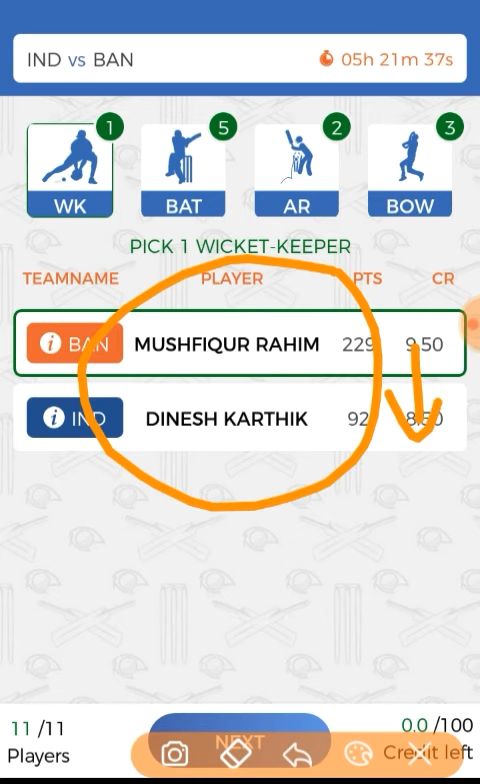 IND vs BAN 05h 21m 37s
1 5 2 3
WK BAT AR BOW
PICK 1 WICKET-KEEPER
TEAMNAME PLAYER PTS CR
i BAN MUSHFIQUR RAHIM 229 9.50
i IND DINESH KARTHIK 92 8.50
11 /11 0.0 /100
Players NEXT Credit left